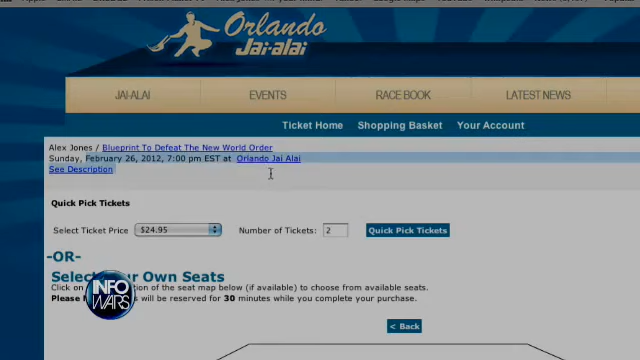 Orlando
Jai-alai
JAI-ALAI EVENTS RACE BOOK LATEST NEWS
Ticket Home Shopping Basket Your Account
Alex Jones / Blueprint To Defeat The New World Order
Sunday, February 26, 2012, 7:00 pm EST at Orlando Jai Alai
See Description
Quick Pick Tickets
Select Ticket Price $24.95 Number of Tickets: 2 Quick Pick Tickets
-OR-
Select Your Own Seats
Click on of the seat map below (if available) to choose from available seats.
Please will be reserved for 30 minutes while you complete your purchase.
INFO
WARS
< Back